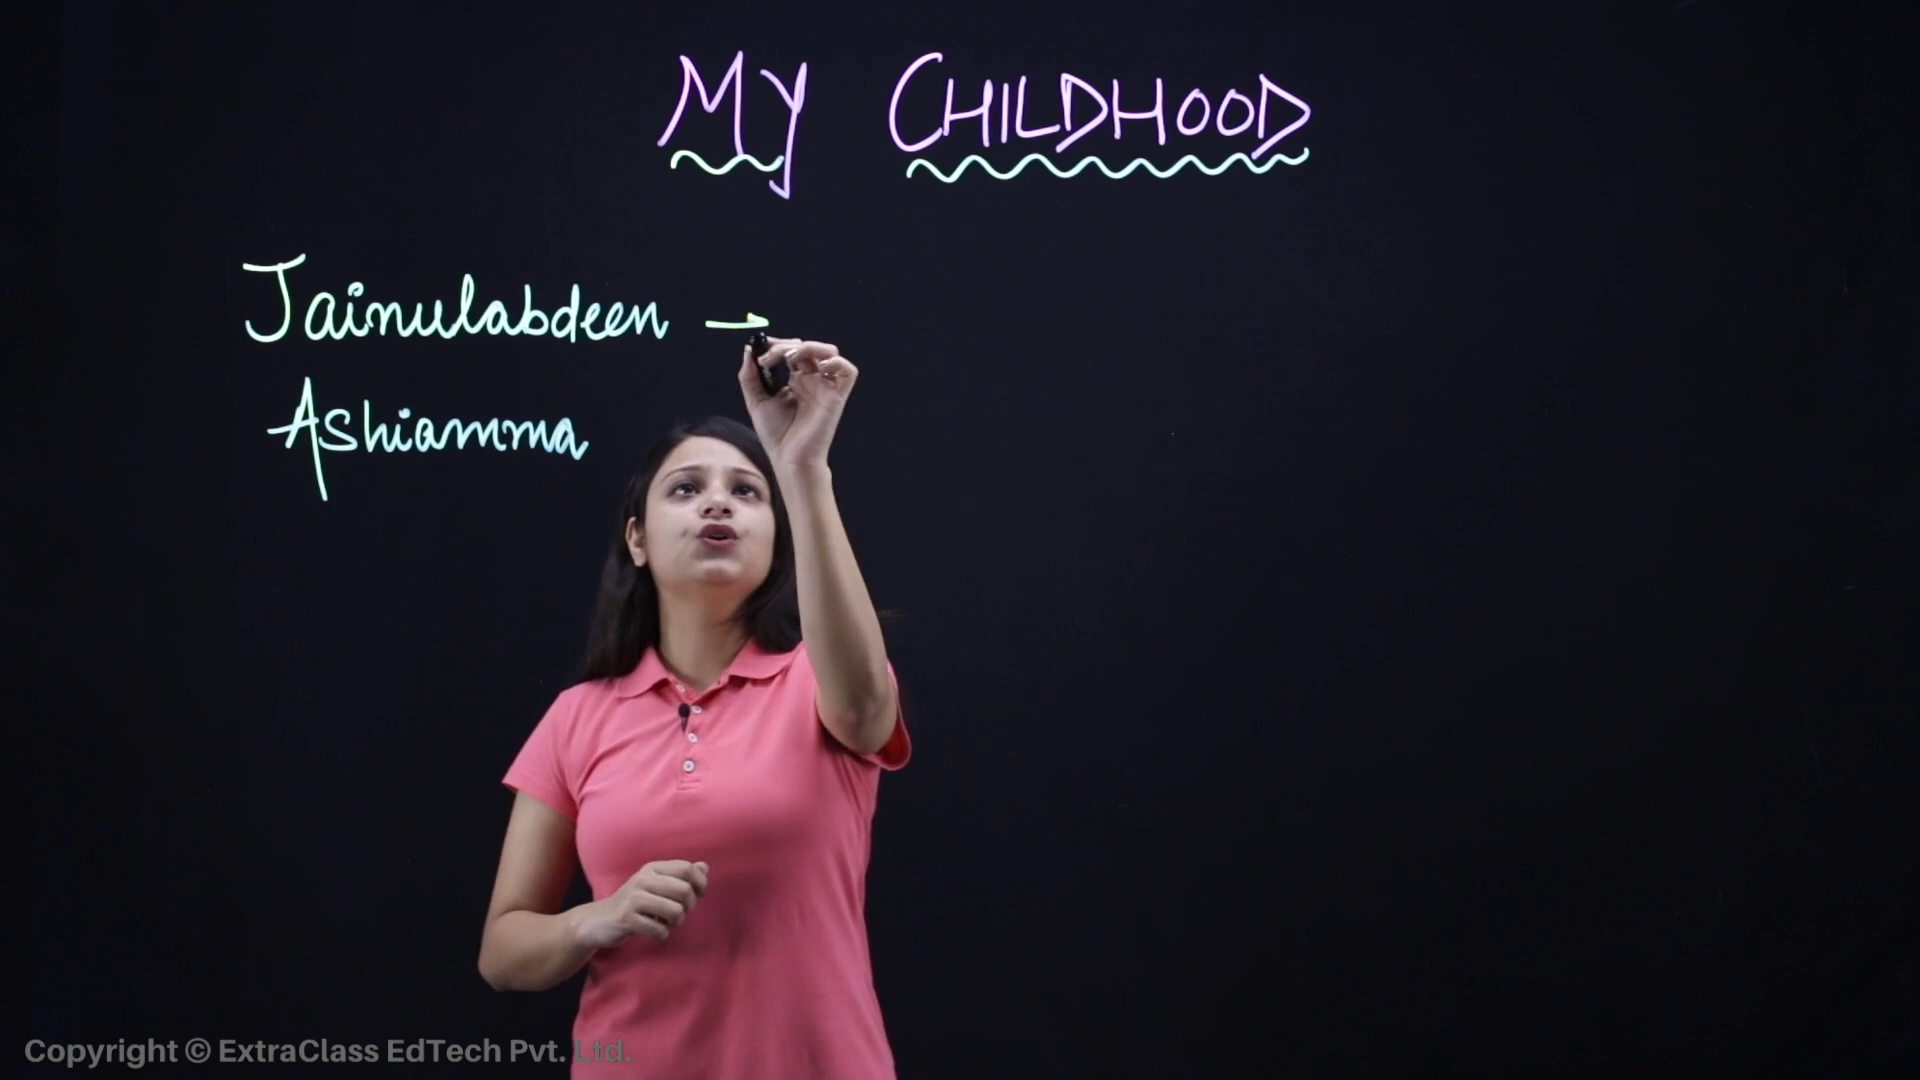 My CHILDHOOD
Jainulabdeen →
Ashiamma
Copyright © ExtraClass EdTech Pvt. Ltd.